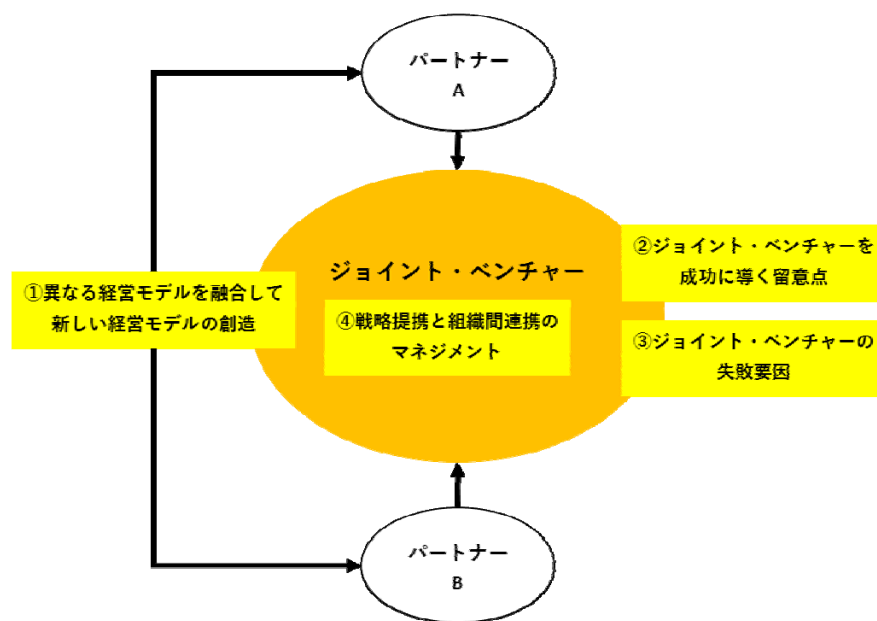 パートナー
A
ジョイント・ベンチャー
①異なる経営モデルを融合して
新しい経営モデルの創造
④戦略提携と組織間連携の
マネジメント
②ジョイント・ベンチャーを
成功に導く留意点
③ジョイント・ベンチャーの
失敗要因
パートナー
B